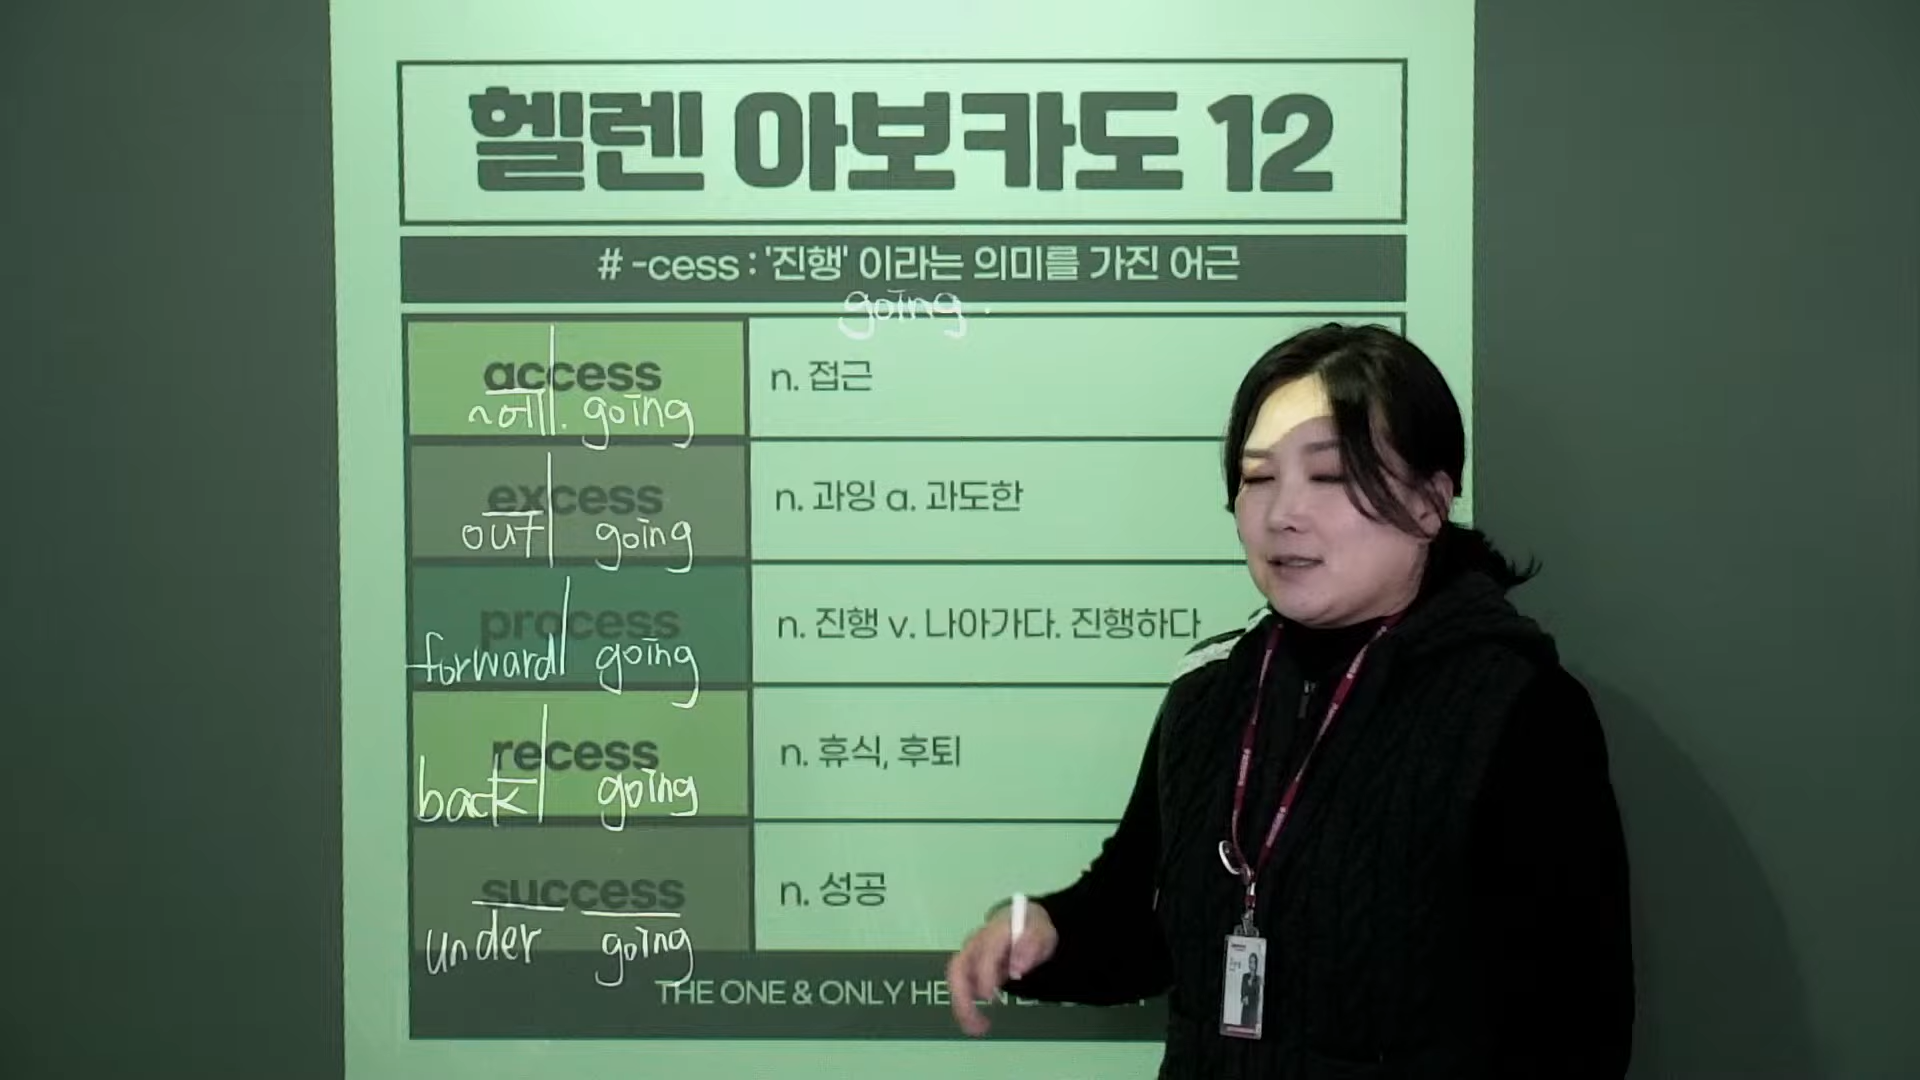 헬렌 아보카도 12
# -cess : '진행' 이라는 의미를 가진 어근
going .
access n. 접근
going
excess n. 과잉 a. 과도한
out going
process n. 진행 v. 나아가다. 진행하다
forward going
recess n. 휴식, 후퇴
back going
success n. 성공
under going
THE ONE & ONLY